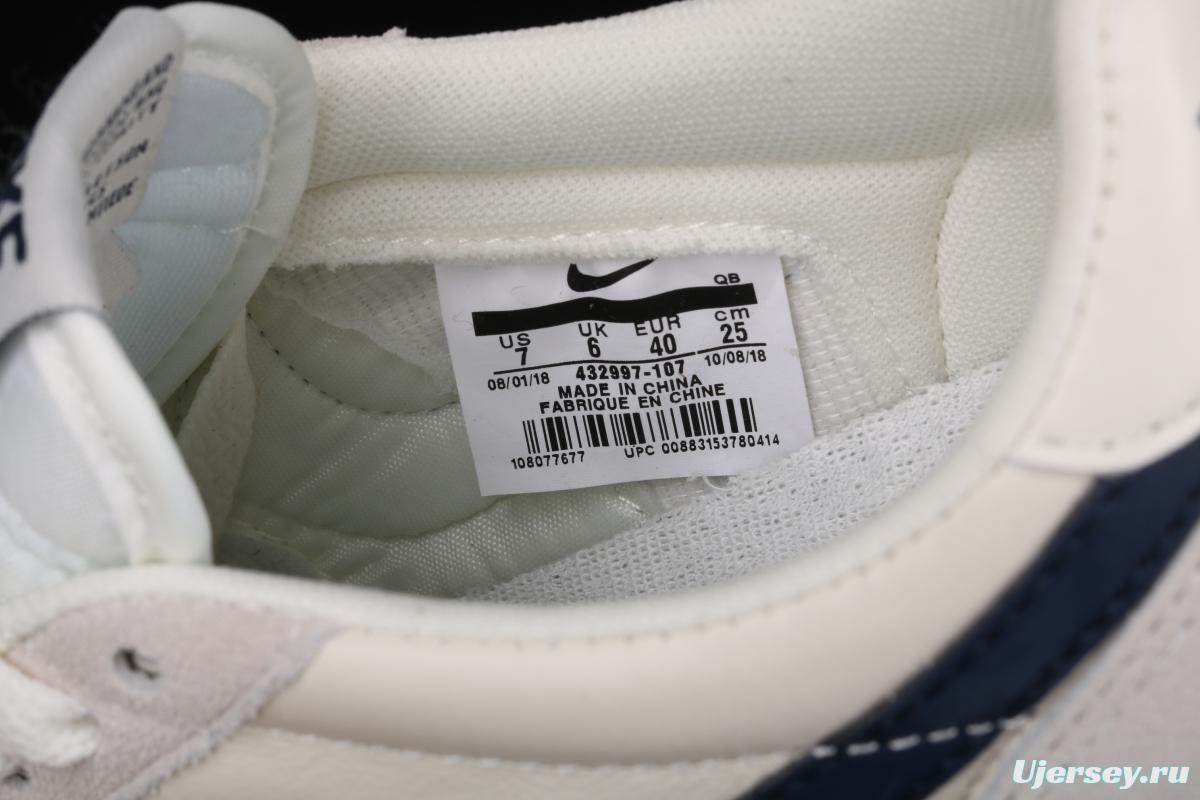 QB
US UK EUR cm
7 6 40 25
08/01/18 432997-107 10/08/18
MADE IN CHINA
FABRIQUE EN CHINE
108077677 UPC 00883153780414
Ujersey.ru